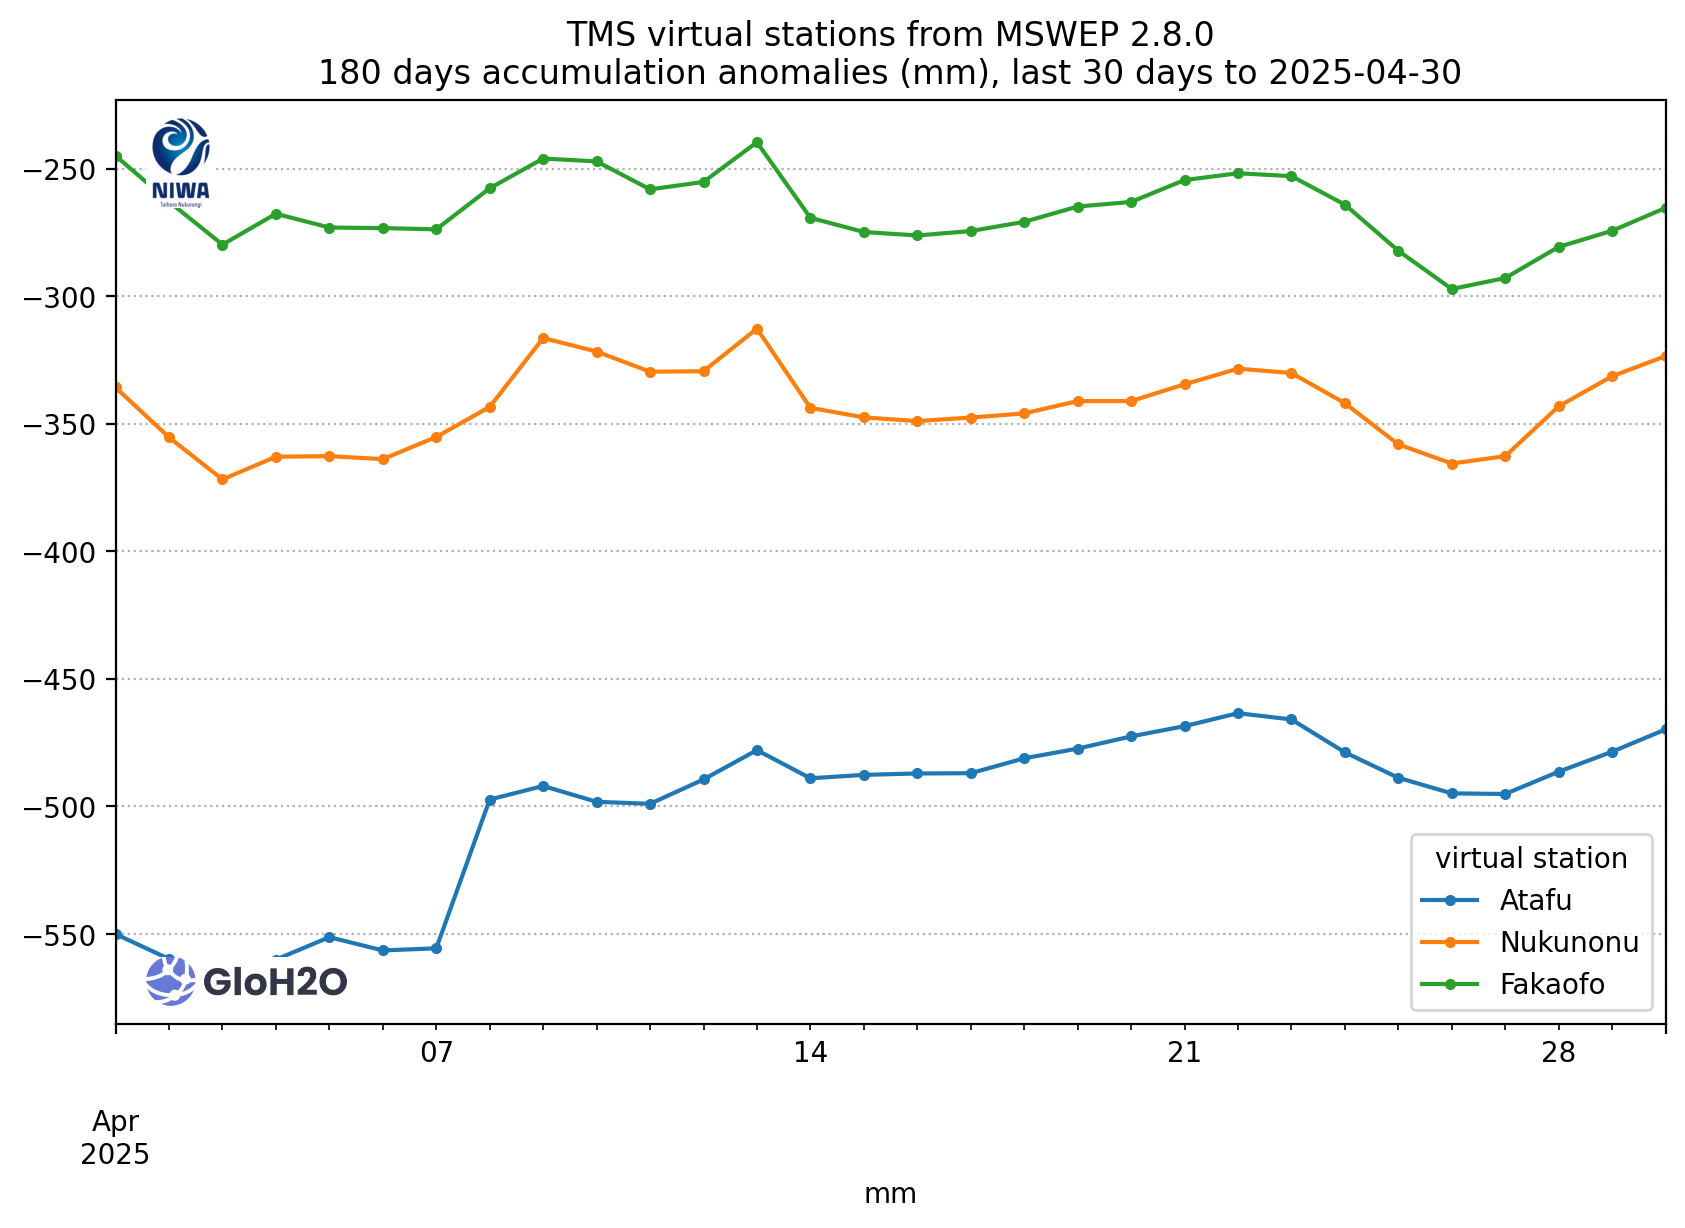 TMS virtual stations from MSWEP 2.8.0
180 days accumulation anomalies (mm), last 30 days to 2025-04-30
NIWA
Taihoro Nukurangi
−250
−300
−350
−400
−450
−500
−550
GloH2O
virtual station
Atafu
Nukunonu
Fakaofo
07 14 21 28
Apr
2025
mm